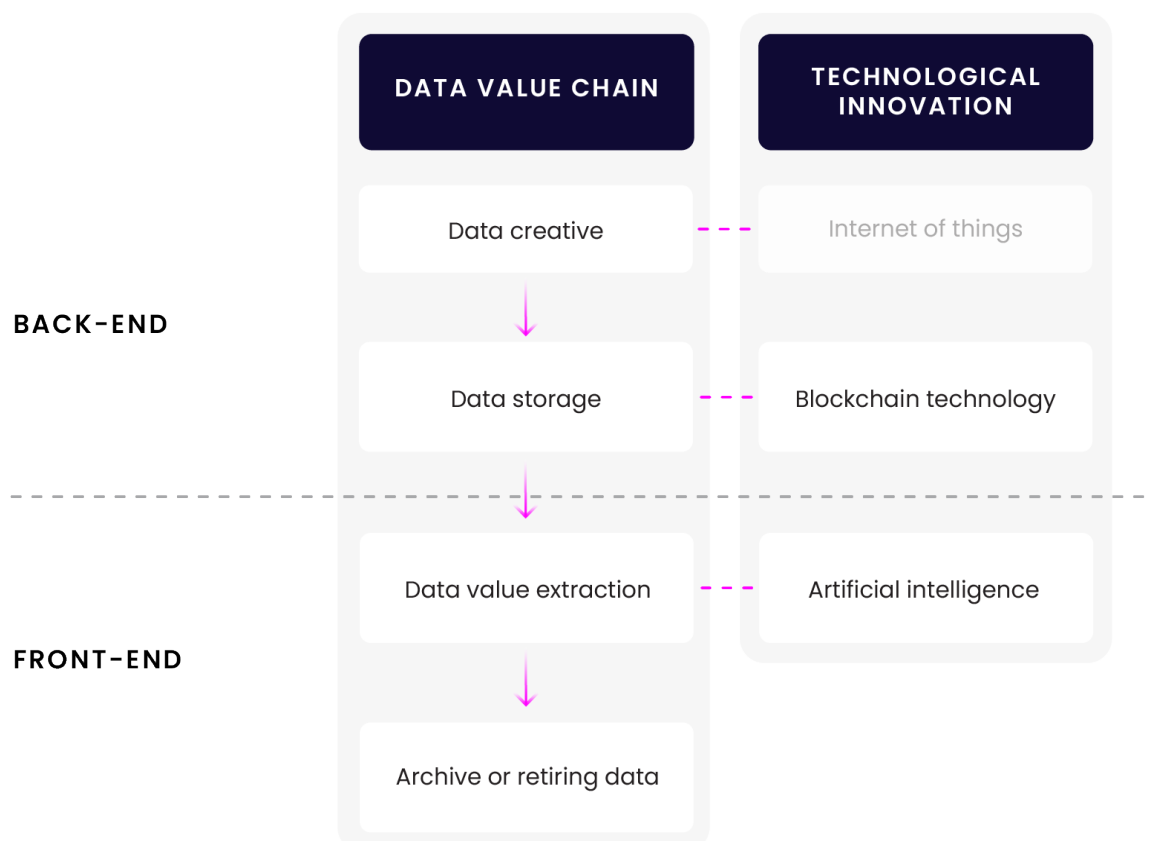 DATA VALUE CHAIN
TECHNOLOGICAL
INNOVATION
Data creative
Internet of things
BACK-END
Data storage
Blockchain technology
Data value extraction
Artificial intelligence
FRONT-END
Archive or retiring data